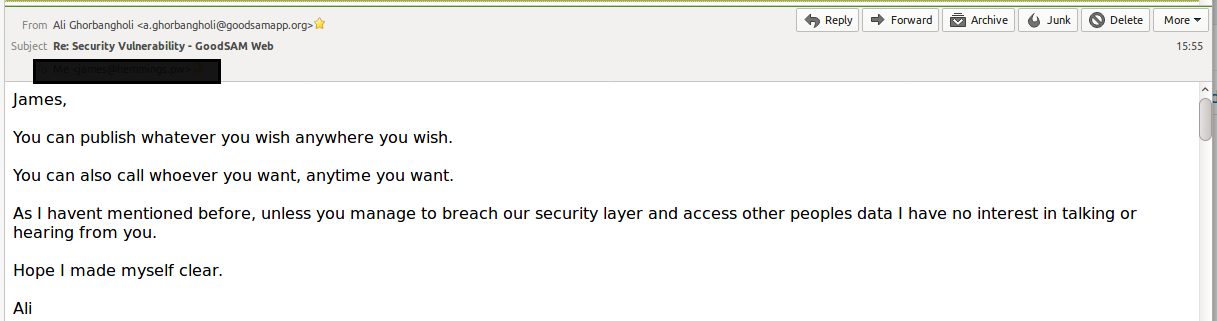 From Ali Ghorbangholi <a.ghorbangholi@goodsamapp.org>
Reply Forward Archive Junk Delete More
Subject Re: Security Vulnerability - GoodSAM Web
15:55
James,
You can publish whatever you wish anywhere you wish.
You can also call whoever you want, anytime you want.
As I havent mentioned before, unless you manage to breach our security layer and access other peoples data I have no interest in talking or
hearing from you.
Hope I made myself clear.
Ali